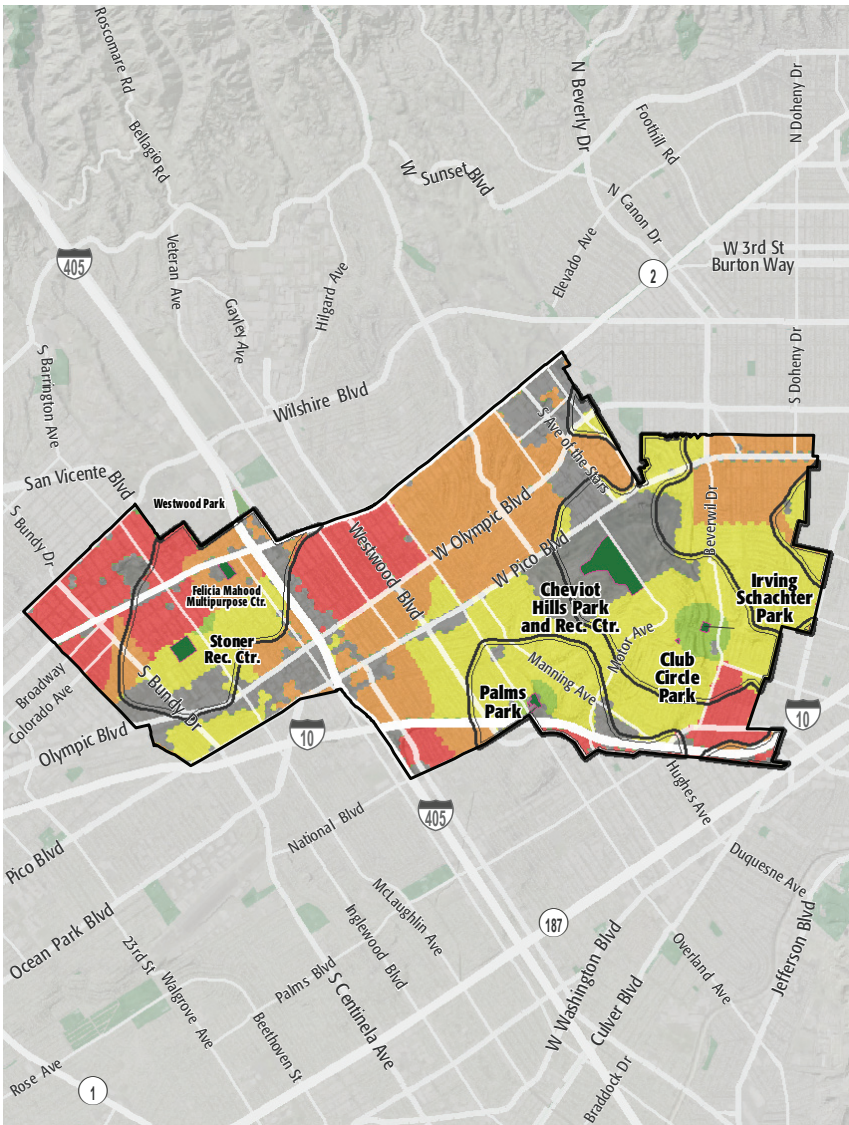 Roscomare Rd
Bellagio Rd
N Beverly Dr
Foothill Rd
N Doheny Dr
W Sunset Blvd
N Canon Dr
405
Veteran Ave
Gayley Ave
Hilgard Ave
Elevado Ave
2
W 3rd St
Burton Way
S Barrington Ave
Wilshire Blvd
S Doheny Dr
S Ave of the Stars
San Vicente Blvd
Westwood Park
S Bundy Dr
Westwood Blvd
W Olympic Blvd
W Pico Blvd
Beverwil Dr
Felicia Mahood
Multipurpose Ctr.
Cheviot
Hills Park
and Rec. Ctr.
Irving
Schachter
Park
Stoner
Rec. Ctr.
Motor Ave
Club
Circle
Park
Manning Ave
Palms
Park
Broadway
Colorado Ave
S Bundy Dr
Olympic Blvd
10
10
405
Hughes Ave
National Blvd
Pico Blvd
Duquesne Ave
McLaughlin Ave
Inglewood Blvd
Ocean Park Blvd
187
Jefferson Blvd
23rd St
Walgrove Ave
Palms Blvd
S Centinela Ave
W Washington Blvd
Culver Blvd
Overland Ave
Beethoven St
Rose Ave
1
Braddock Dr